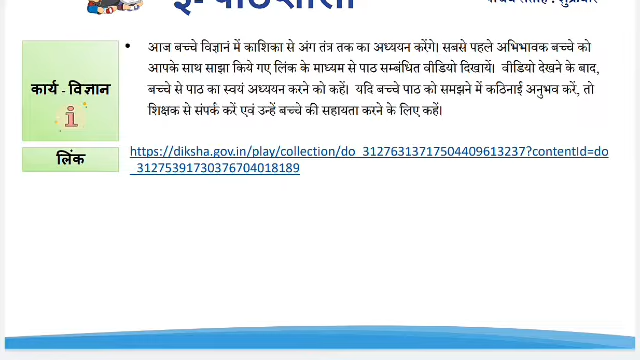 ई- पाठशाला
आज बच्चे विज्ञानं में काशिका से अंग तंत्र तक का अध्ययन करेंगे। सबसे पहले अभिभावक बच्चे को
आपके साथ साझा किये गए लिंक के माध्यम से पाठ सम्बंधित वीडियो दिखायें। वीडियो देखने के बाद,
कार्य - विज्ञान
बच्चे से पाठ का स्वयं अध्ययन करने को कहें। यदि बच्चे पाठ को समझने में कठिनाई अनुभव करें, तो
शिक्षक से संपर्क करें एवं उन्हें बच्चे की सहायता करने के लिए कहें।
लिंक
https://diksha.gov.in/play/collection/do_31276313717504409613237?contentId=do
_31275391730376704018189